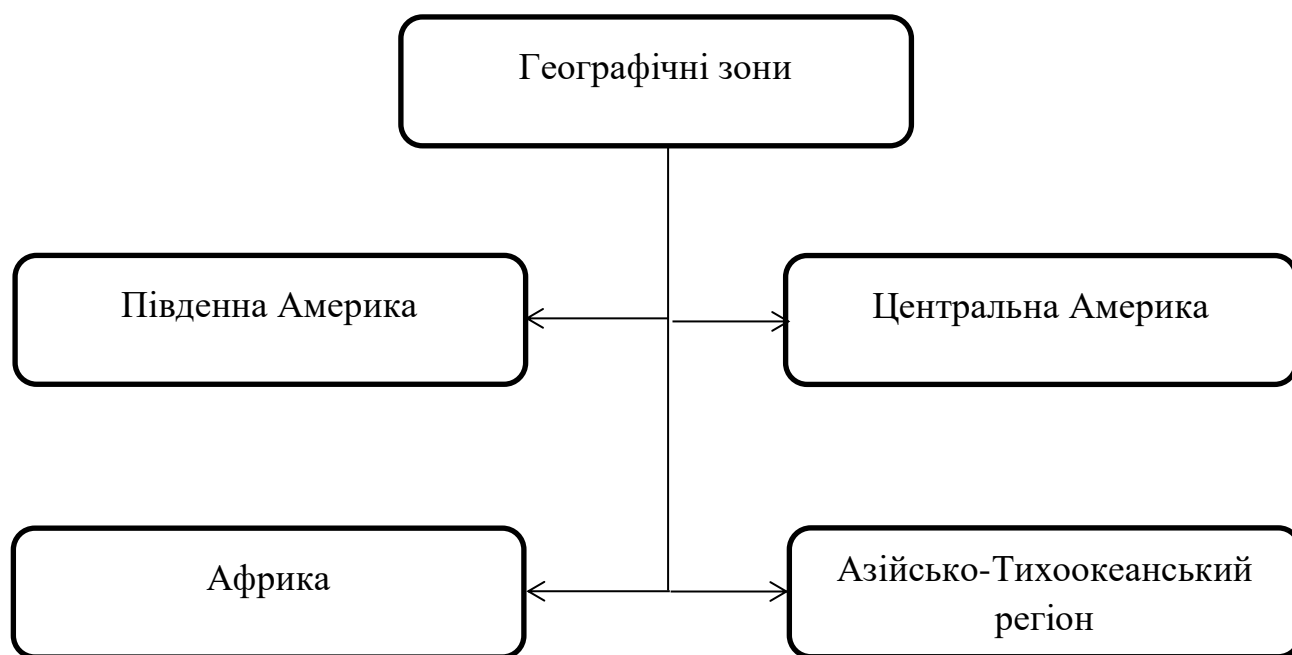 Географічні зони
Південна Америка
Центральна Америка
Африка
Азійсько-Тихоокеанський
регіон